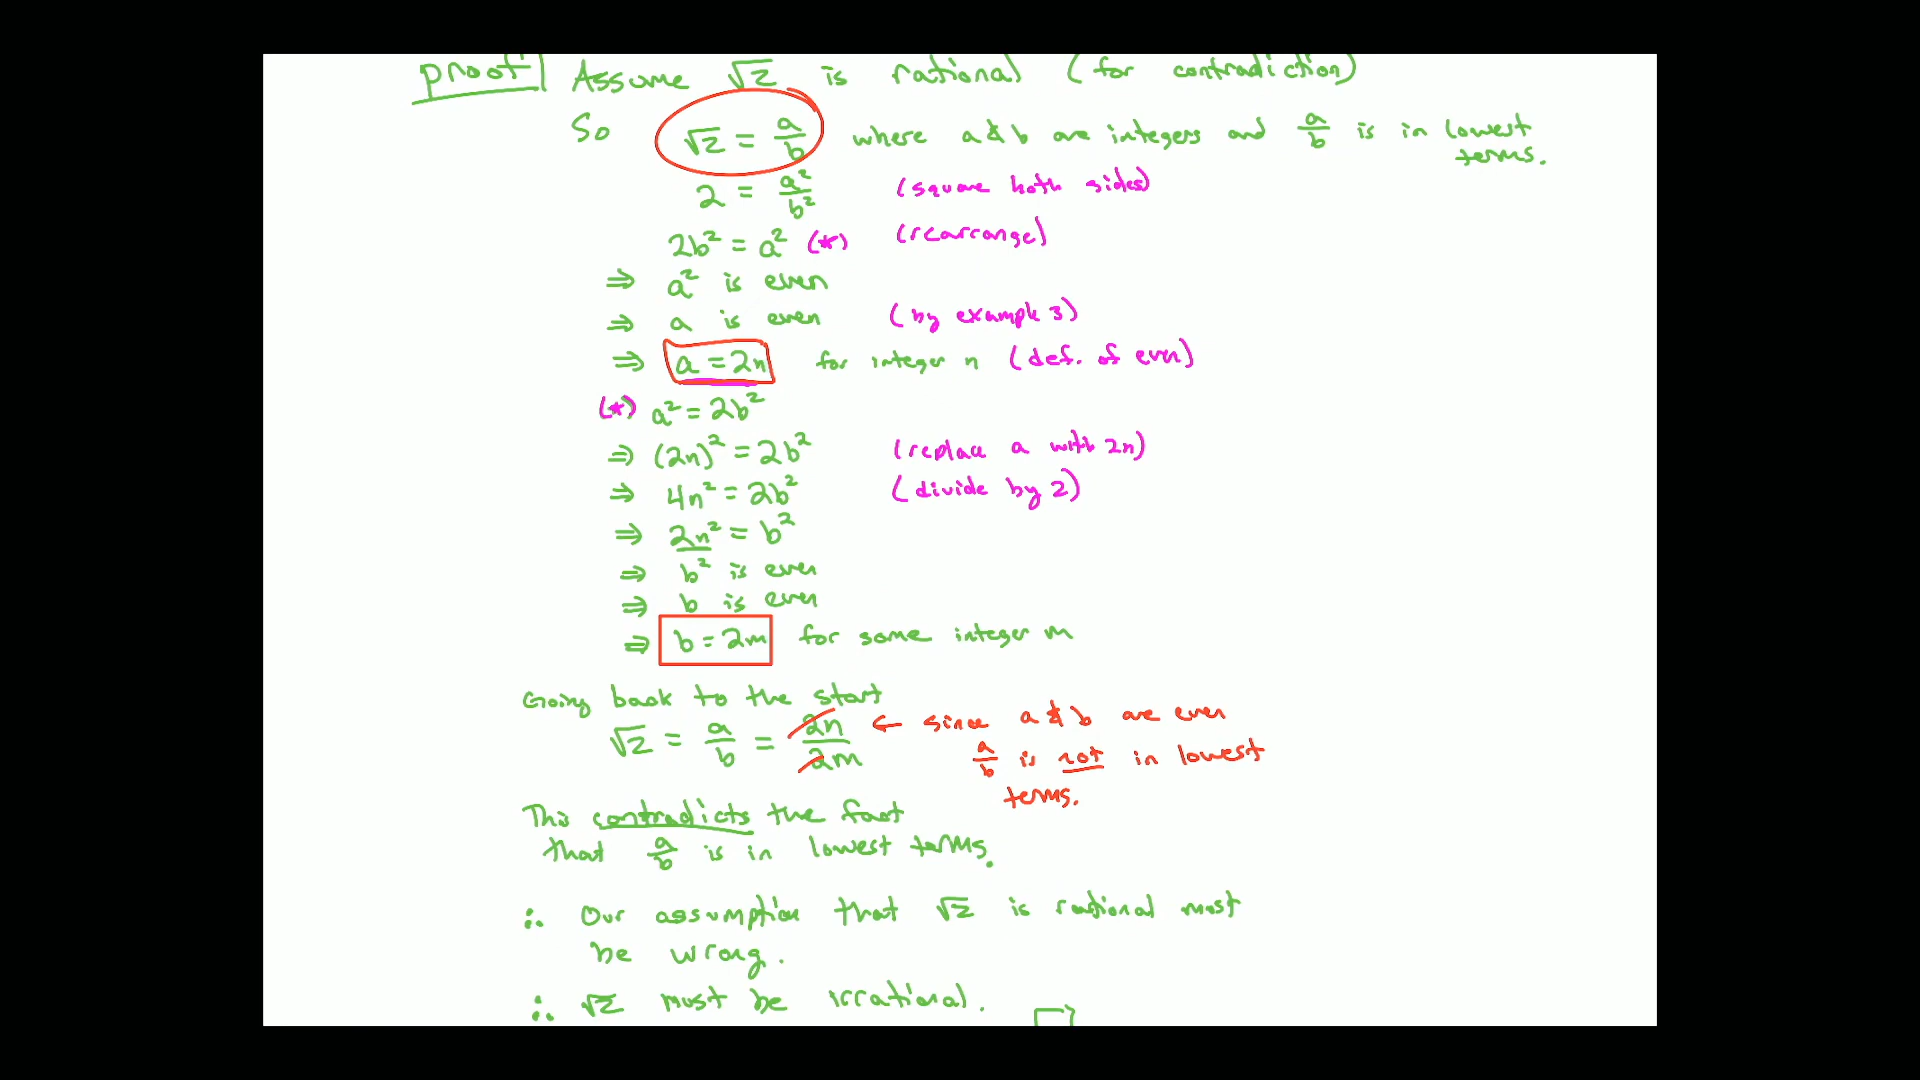 proof Assume √2 is rational (for contradiction)
So √2 = a/b where a & b are integers and a/b is in lowest terms.
2 = a²/b² (square both sides)
2b² = a² (*) (rearrange)
⇒ a² is even
⇒ a is even (by example 3)
⇒ a = 2n for integer n (def. of even)
(*) a² = 2b²
⇒ (2n)² = 2b² (replace a with 2n)
⇒ 4n² = 2b² (divide by 2)
⇒ 2n² = b²
⇒ b² is even
⇒ b is even
⇒ b = 2m for some integer m
Going back to the start
√2 = a/b = 2n/2m ← since a & b are even
a/b is not in lowest
terms.
This contradicts the fact
that a/b is in lowest terms.
∴ Our assumption that √2 is rational must
be wrong.
∴ √2 must be irrational. □